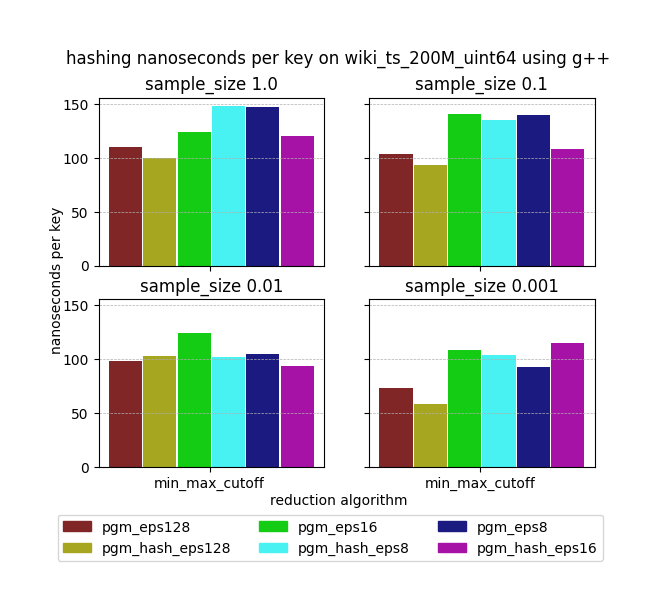 hashing nanoseconds per key on wiki_ts_200M_uint64 using g++
sample_size 1.0
sample_size 0.1
150
100
50
0
nanoseconds per key
sample_size 0.01
sample_size 0.001
150
100
50
0
min_max_cutoff
min_max_cutoff
reduction algorithm
pgm_eps128
pgm_eps16
pgm_eps8
pgm_hash_eps128
pgm_hash_eps8
pgm_hash_eps16